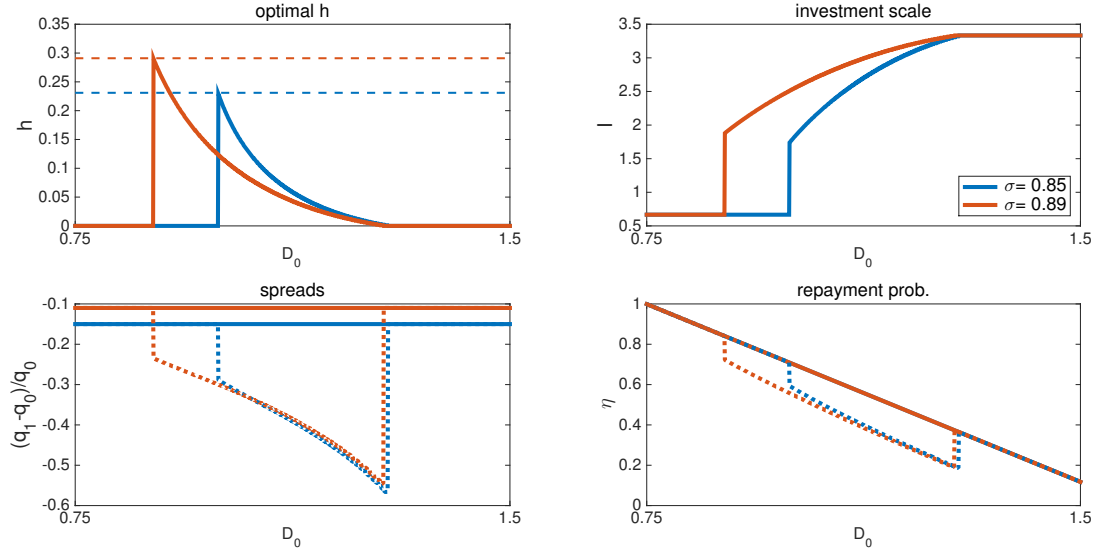 optimal h
0.35
0.3
0.25
0.2
0.15
0.1
0.05
0
h
0.75
1.5
D0
investment scale
3.5
3
2.5
2
1.5
1
0.5
I
0.75
1.5
D0
σ= 0.85
σ= 0.89
spreads
-0.1
-0.2
-0.3
-0.4
-0.5
-0.6
(q1-q0)/q0
0.75
1.5
D0
repayment prob.
1
0.8
0.6
0.4
0.2
0
η
0.75
1.5
D0